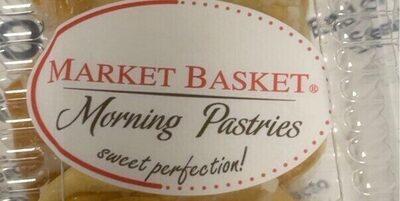 MARKET BASKET®
Morning Pastries
sweet perfection!